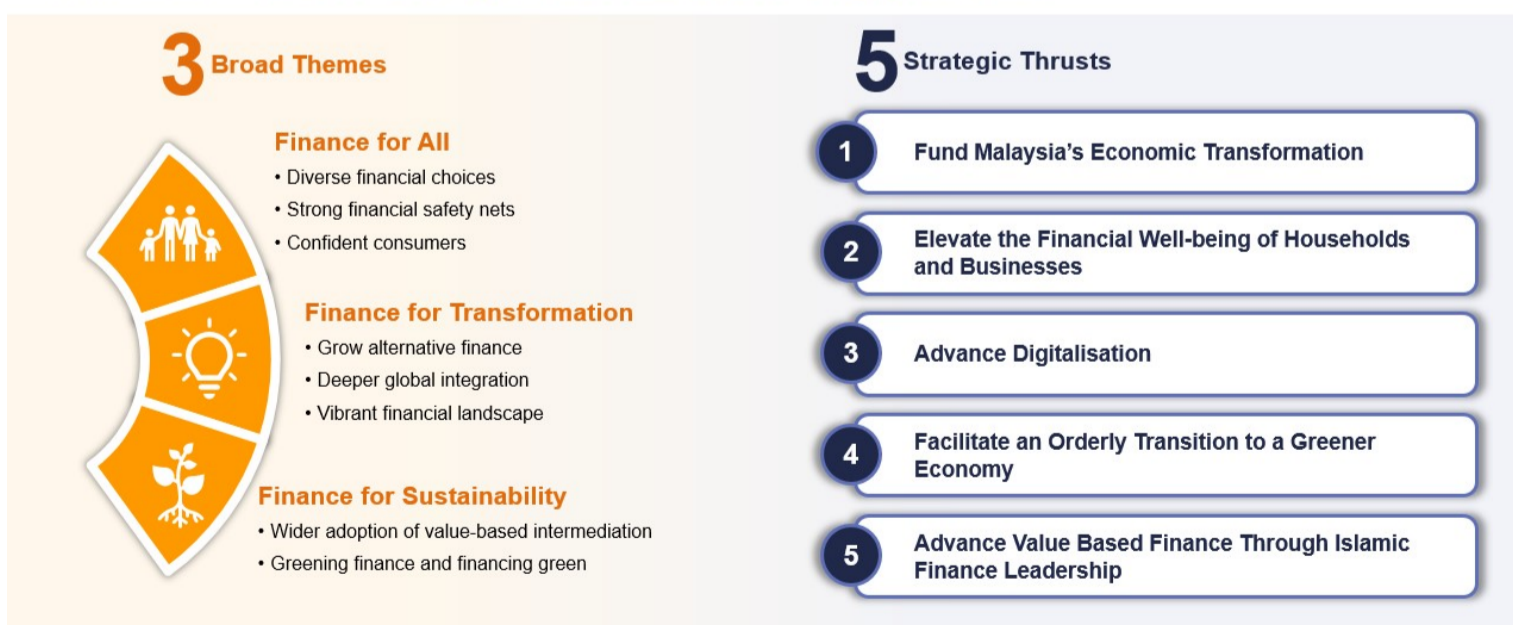 3 Broad Themes
Finance for All
• Diverse financial choices
• Strong financial safety nets
• Confident consumers
Finance for Transformation
• Grow alternative finance
• Deeper global integration
• Vibrant financial landscape
Finance for Sustainability
• Wider adoption of value-based intermediation
• Greening finance and financing green
5 Strategic Thrusts
1 Fund Malaysia’s Economic Transformation
2 Elevate the Financial Well-being of Households
and Businesses
3 Advance Digitalisation
4 Facilitate an Orderly Transition to a Greener
Economy
5 Advance Value Based Finance Through Islamic
Finance Leadership